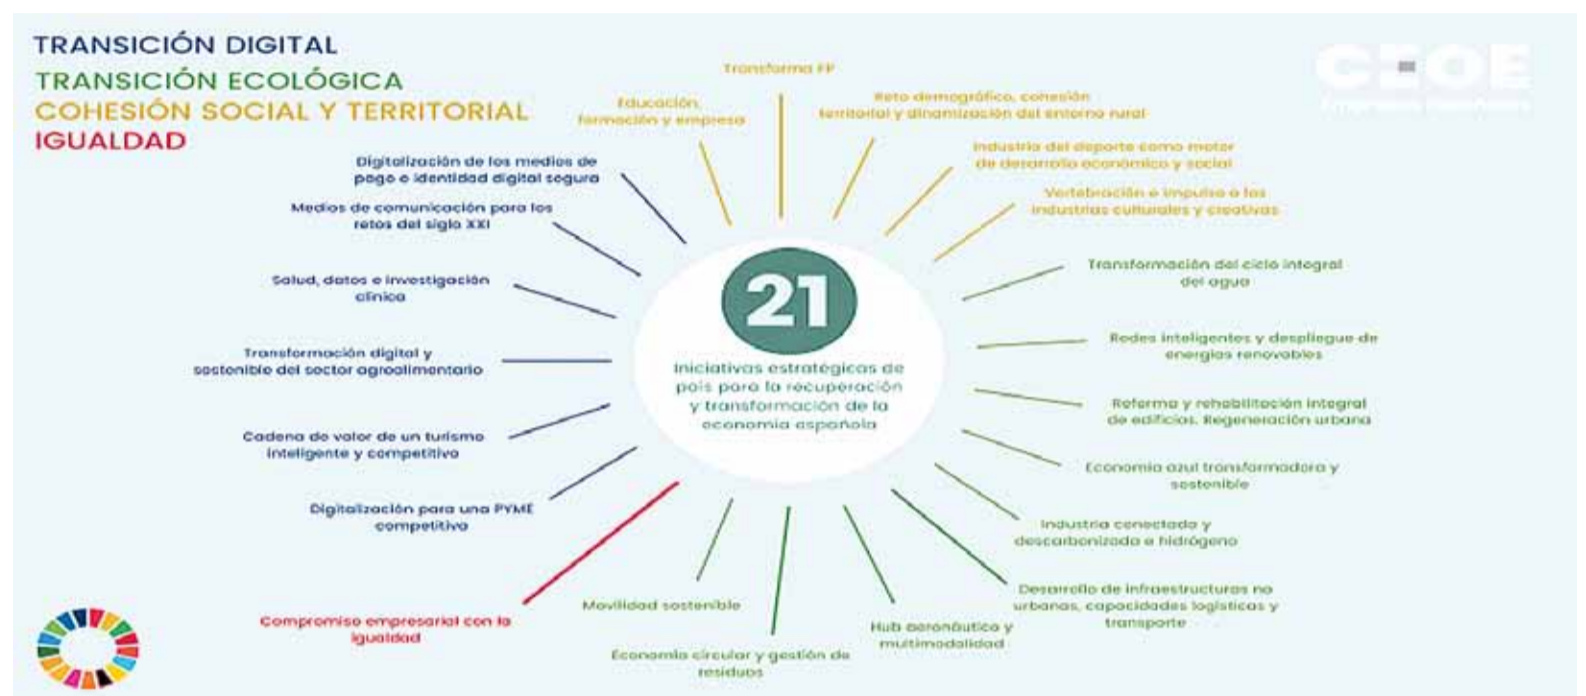 TRANSICIÓN DIGITAL
TRANSICIÓN ECOLÓGICA
COHESIÓN SOCIAL Y TERRITORIAL
IGUALDAD
CEOE
Transforma FP
Educación,
formación y empresa
Reto demográfico, cohesión
territorial y dinamización del entorno rural
Industria del deporte como motor
de desarrollo económico y social
Vertebración e impulso a las
industrias culturales y creativas
Digitalización de los medios de
pago e identidad digital segura
Medios de comunicación para los
retos del siglo XXI
Salud, datos e investigación
clínica
Transformación digital y
sostenible del sector agroalimentario
Cadena de valor de un turismo
inteligente y competitivo
Digitalización para una PYME
competitiva
Compromiso empresarial con la
igualdad
21
Iniciativas estratégicas de
país para la recuperación
y transformación de la
economía española
Transformación del ciclo integral
del agua
Redes inteligentes y despliegue de
energías renovables
Reforma y rehabilitación integral
de edificios. Regeneración urbana
Economía azul transformadora y
sostenible
Industria conectada y
descarbonizada e hidrógeno
Desarrollo de infraestructuras no
urbanas, capacidades logísticas y
transporte
Hub aeronáutico y
multimodalidad
Economía circular y gestión de
residuos
Movilidad sostenible